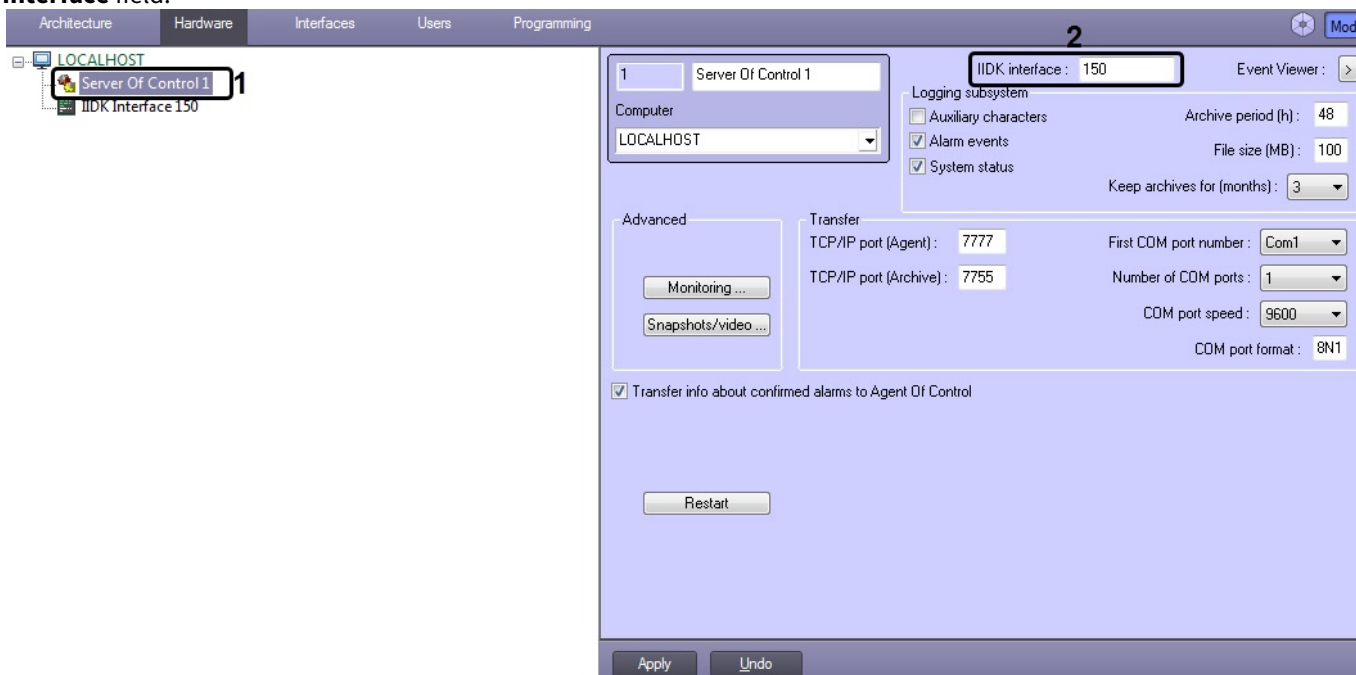 interface field.
Architecture Hardware Interfaces Users Programming Mod
LOCALHOST
Server Of Control 1 1
IIDK Interface 150
2
1 Server Of Control 1 IIDK interface : 150 Event Viewer : >
Computer
LOCALHOST
Logging subsystem
Auxiliary characters Archive period (h) : 48
Alarm events File size (MB) : 100
System status
Keep archives for (months) : 3
Advanced
Monitoring ...
Snapshots/video ...
Transfer
TCP/IP port (Agent) : 7777 First COM port number : Com1
TCP/IP port (Archive) : 7755 Number of COM ports : 1
COM port speed : 9600
COM port format : 8N1
Transfer info about confirmed alarms to Agent Of Control
Restart
Apply Undo